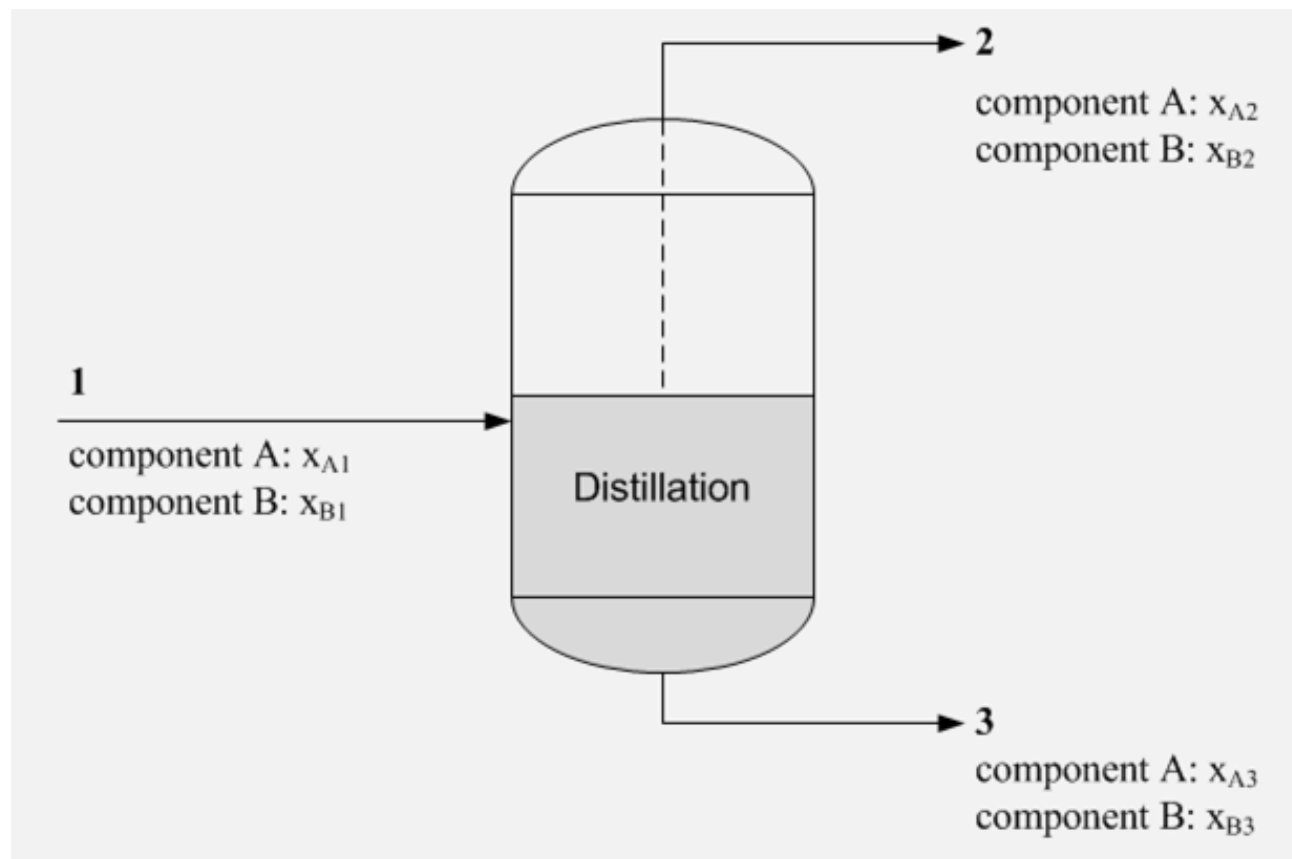 2
component A: xA2
component B: xB2
1
component A: xA1
component B: xB1
Distillation
3
component A: xA3
component B: xB3